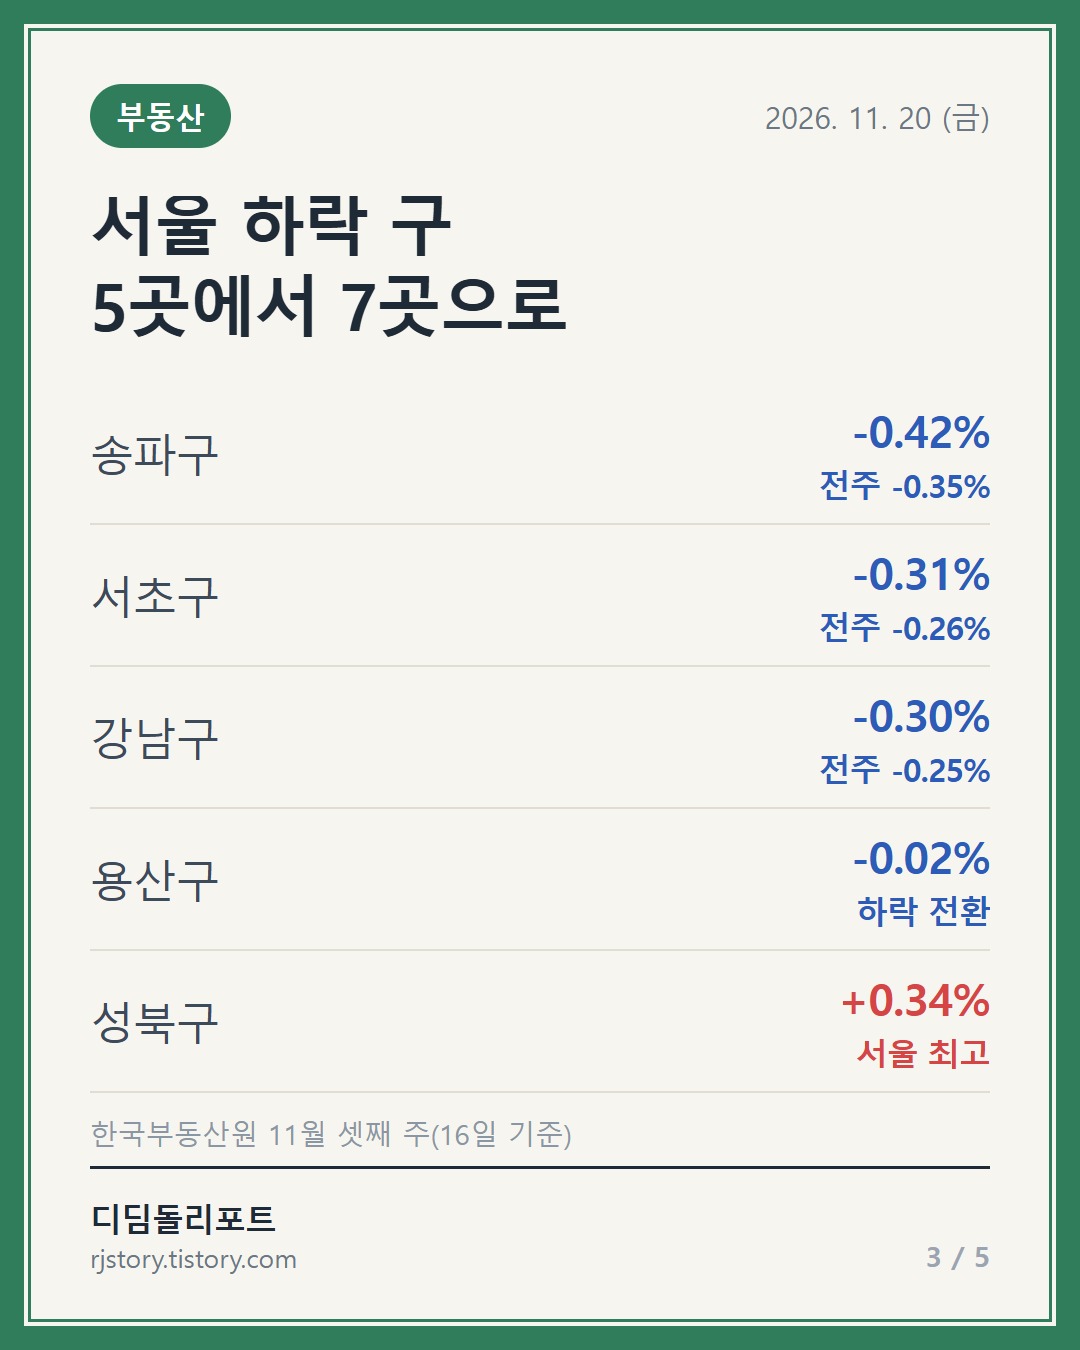 부동산
2026. 11. 20 (금)
서울 하락 구
5곳에서 7곳으로
송파구
-0.42%
전주 -0.35%
서초구
-0.31%
전주 -0.26%
강남구
-0.30%
전주 -0.25%
용산구
-0.02%
하락 전환
성북구
+0.34%
서울 최고
한국부동산원 11월 셋째 주(16일 기준)
디딤돌리포트
rjstory.tistory.com
3 / 5